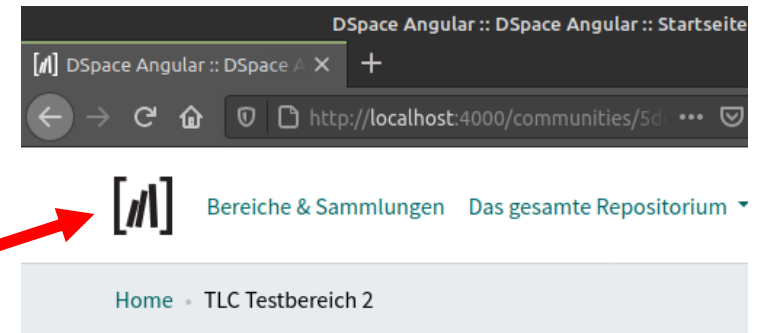 DSpace Angular :: DSpace Angular :: Startseite
DSpace Angular :: DSpace A
http://localhost:4000/communities/5d
Bereiche & Sammlungen Das gesamte Repositorium
Home • TLC Testbereich 2